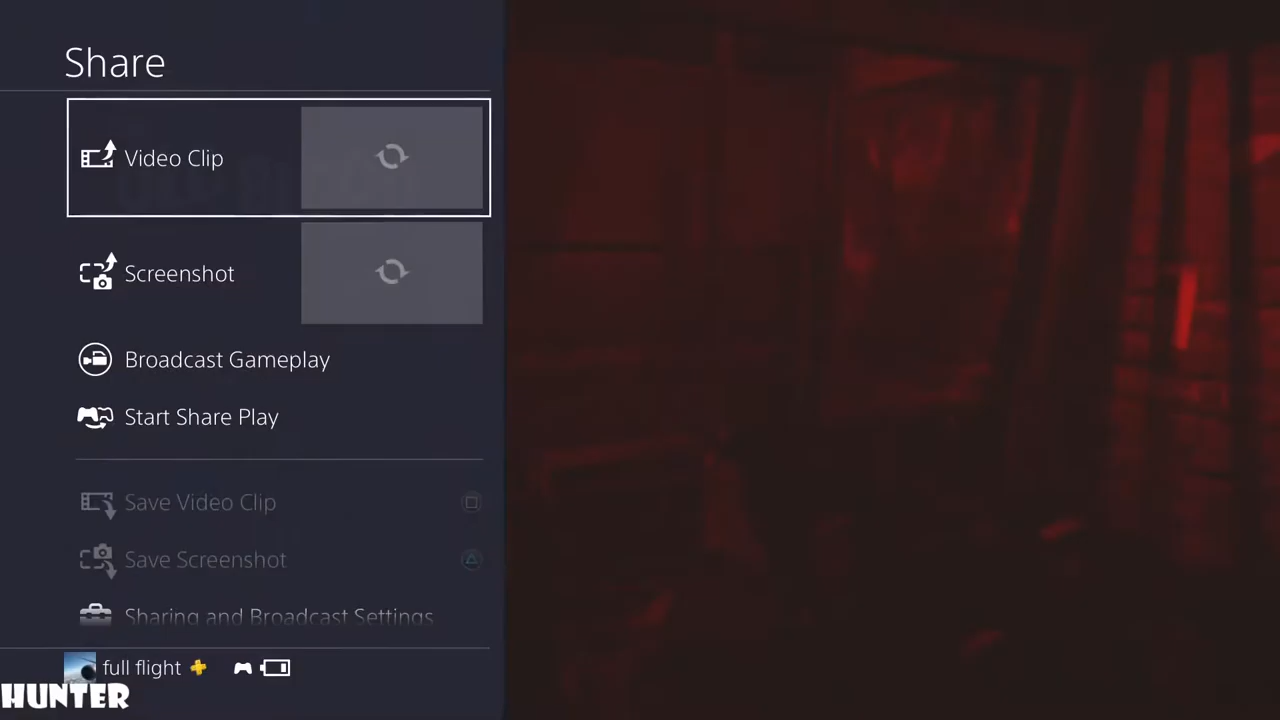 Share
Video Clip
Screenshot
Broadcast Gameplay
Start Share Play
Save Video Clip
Save Screenshot
Sharing and Broadcast Settings
full flight
HUNTER